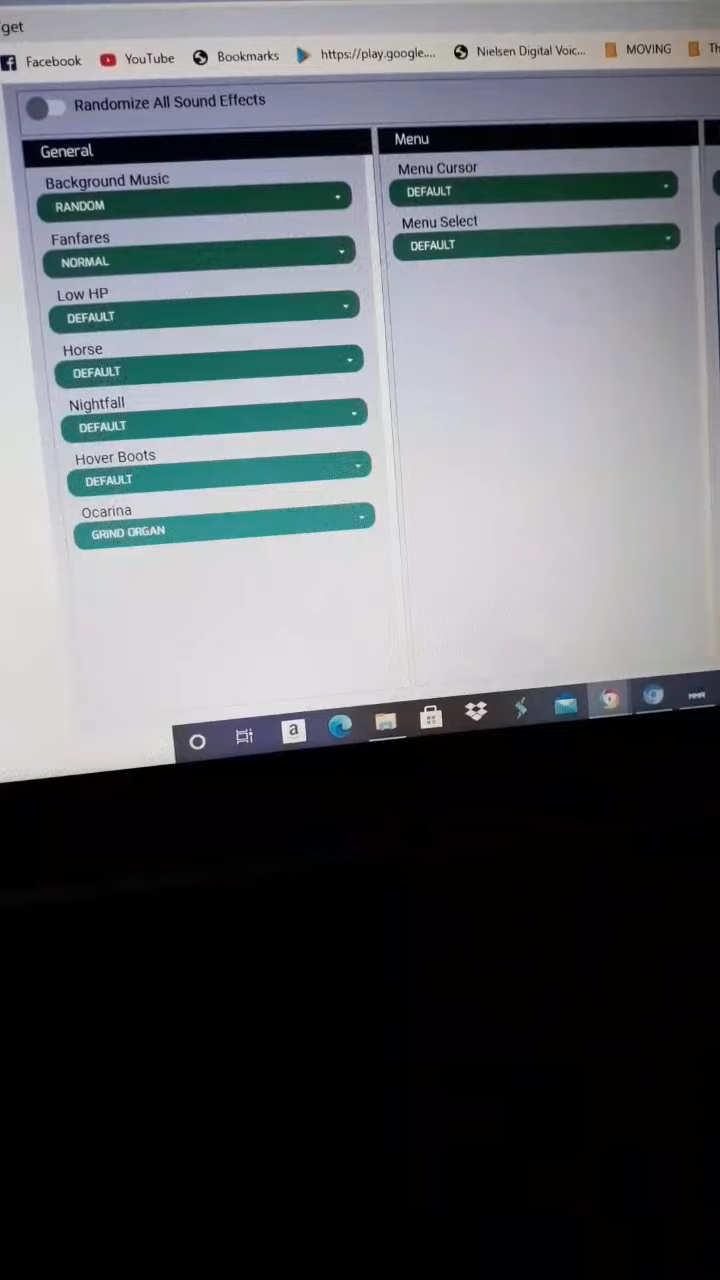 get
Facebook
YouTube
Bookmarks
https://play.google....
Nielsen Digital Voic...
MOVING
Th
Randomize All Sound Effects
General
Background Music
RANDOM
Fanfares
NORMAL
Low HP
DEFAULT
Horse
DEFAULT
Nightfall
DEFAULT
Hover Boots
DEFAULT
Ocarina
GRIND ORGAN
Menu
Menu Cursor
DEFAULT
Menu Select
DEFAULT
a
MMR